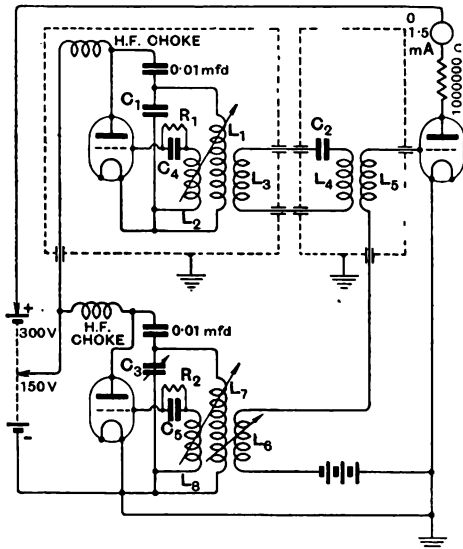 H.F. CHOKE
0·01 mfd
C1
R1
L1
C4
L2
L3
C2
L4
L5
0
1.5
mA
1000000
+
300V
150V
-
H.F.
CHOKE
0·01 mfd
C3
R2
L7
C5
L8
L6